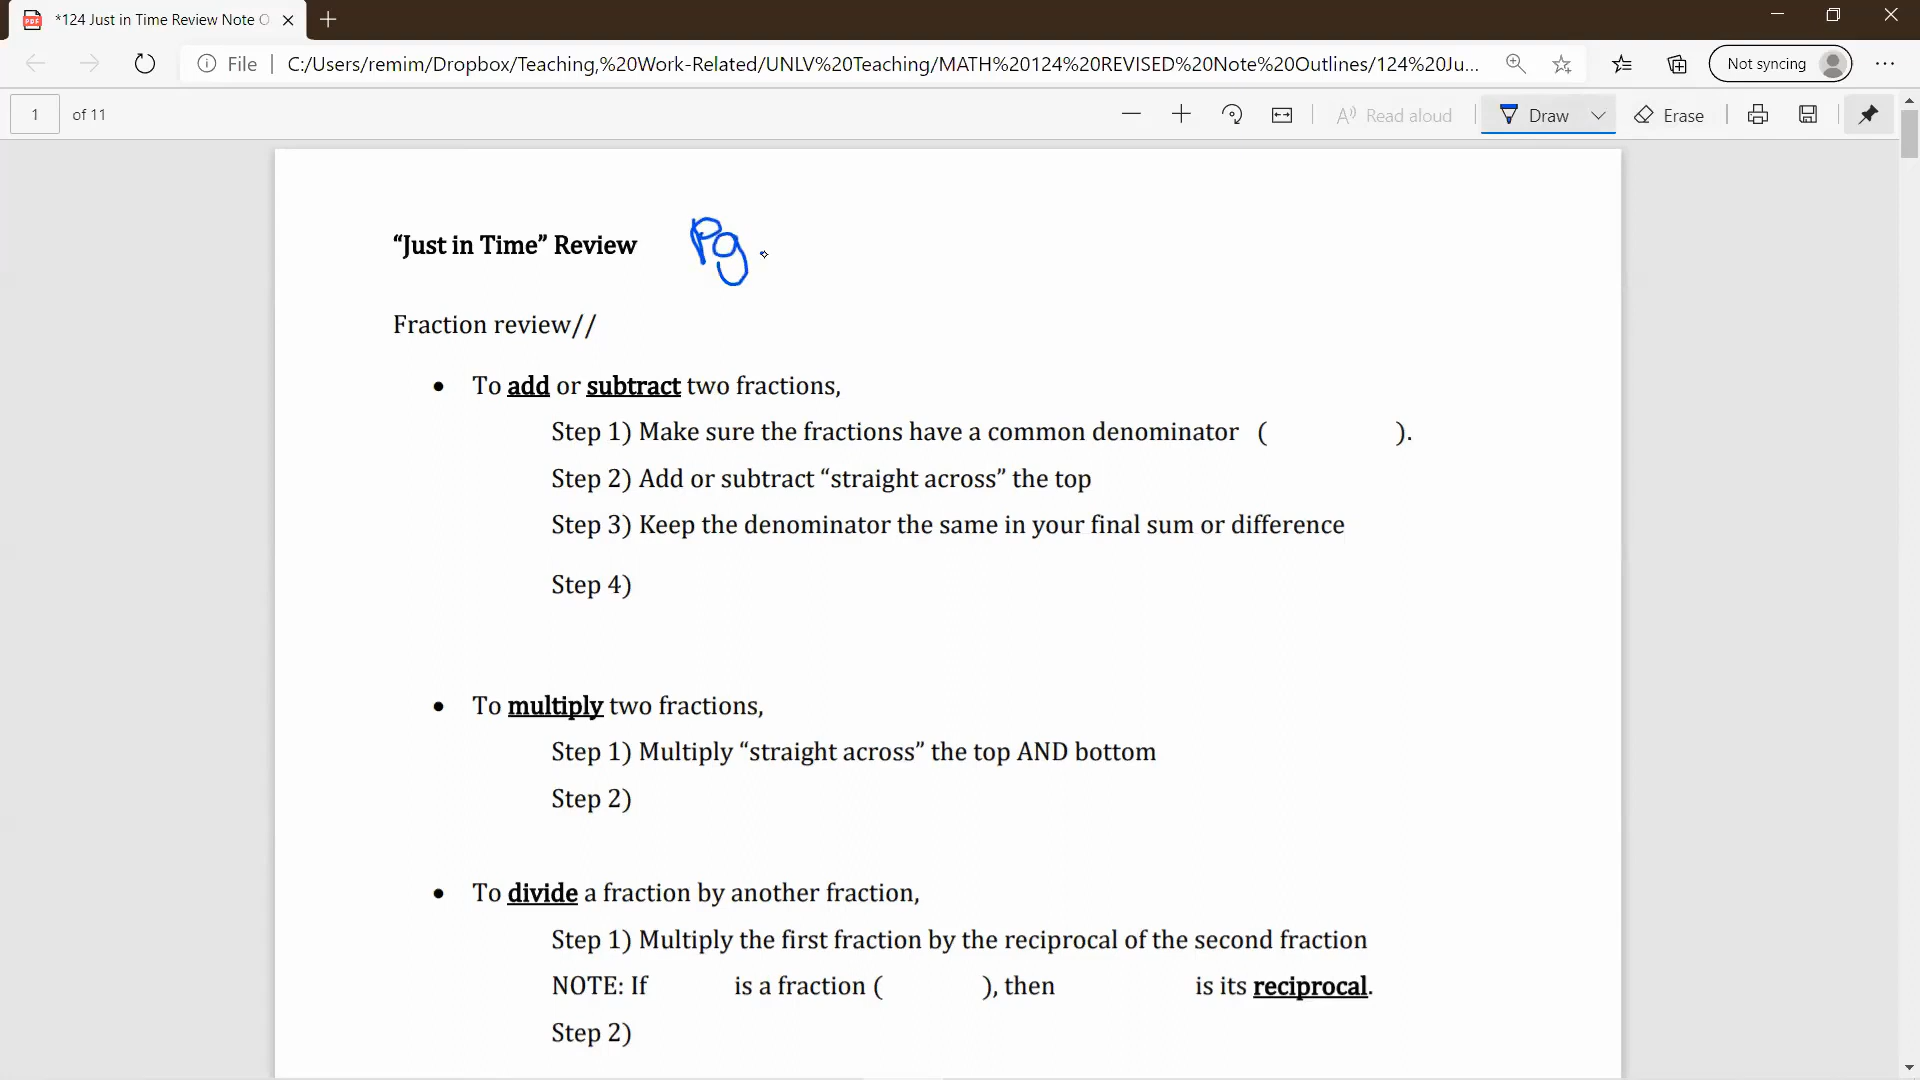 *124 Just in Time Review Note O
File
C:/Users/remim/Dropbox/Teaching,%20Work-Related/UNLV%20Teaching/MATH%20124%20REVISED%20Note%20Outlines/124%20Ju...
Not syncing
1 of 11
Read aloud
Draw
Erase
“Just in Time” Review Pg
Fraction review//
• To add or subtract two fractions,
Step 1) Make sure the fractions have a common denominator ( ).
Step 2) Add or subtract “straight across” the top
Step 3) Keep the denominator the same in your final sum or difference
Step 4)
• To multiply two fractions,
Step 1) Multiply “straight across” the top AND bottom
Step 2)
• To divide a fraction by another fraction,
Step 1) Multiply the first fraction by the reciprocal of the second fraction
NOTE: If is a fraction ( ), then is its reciprocal.
Step 2)